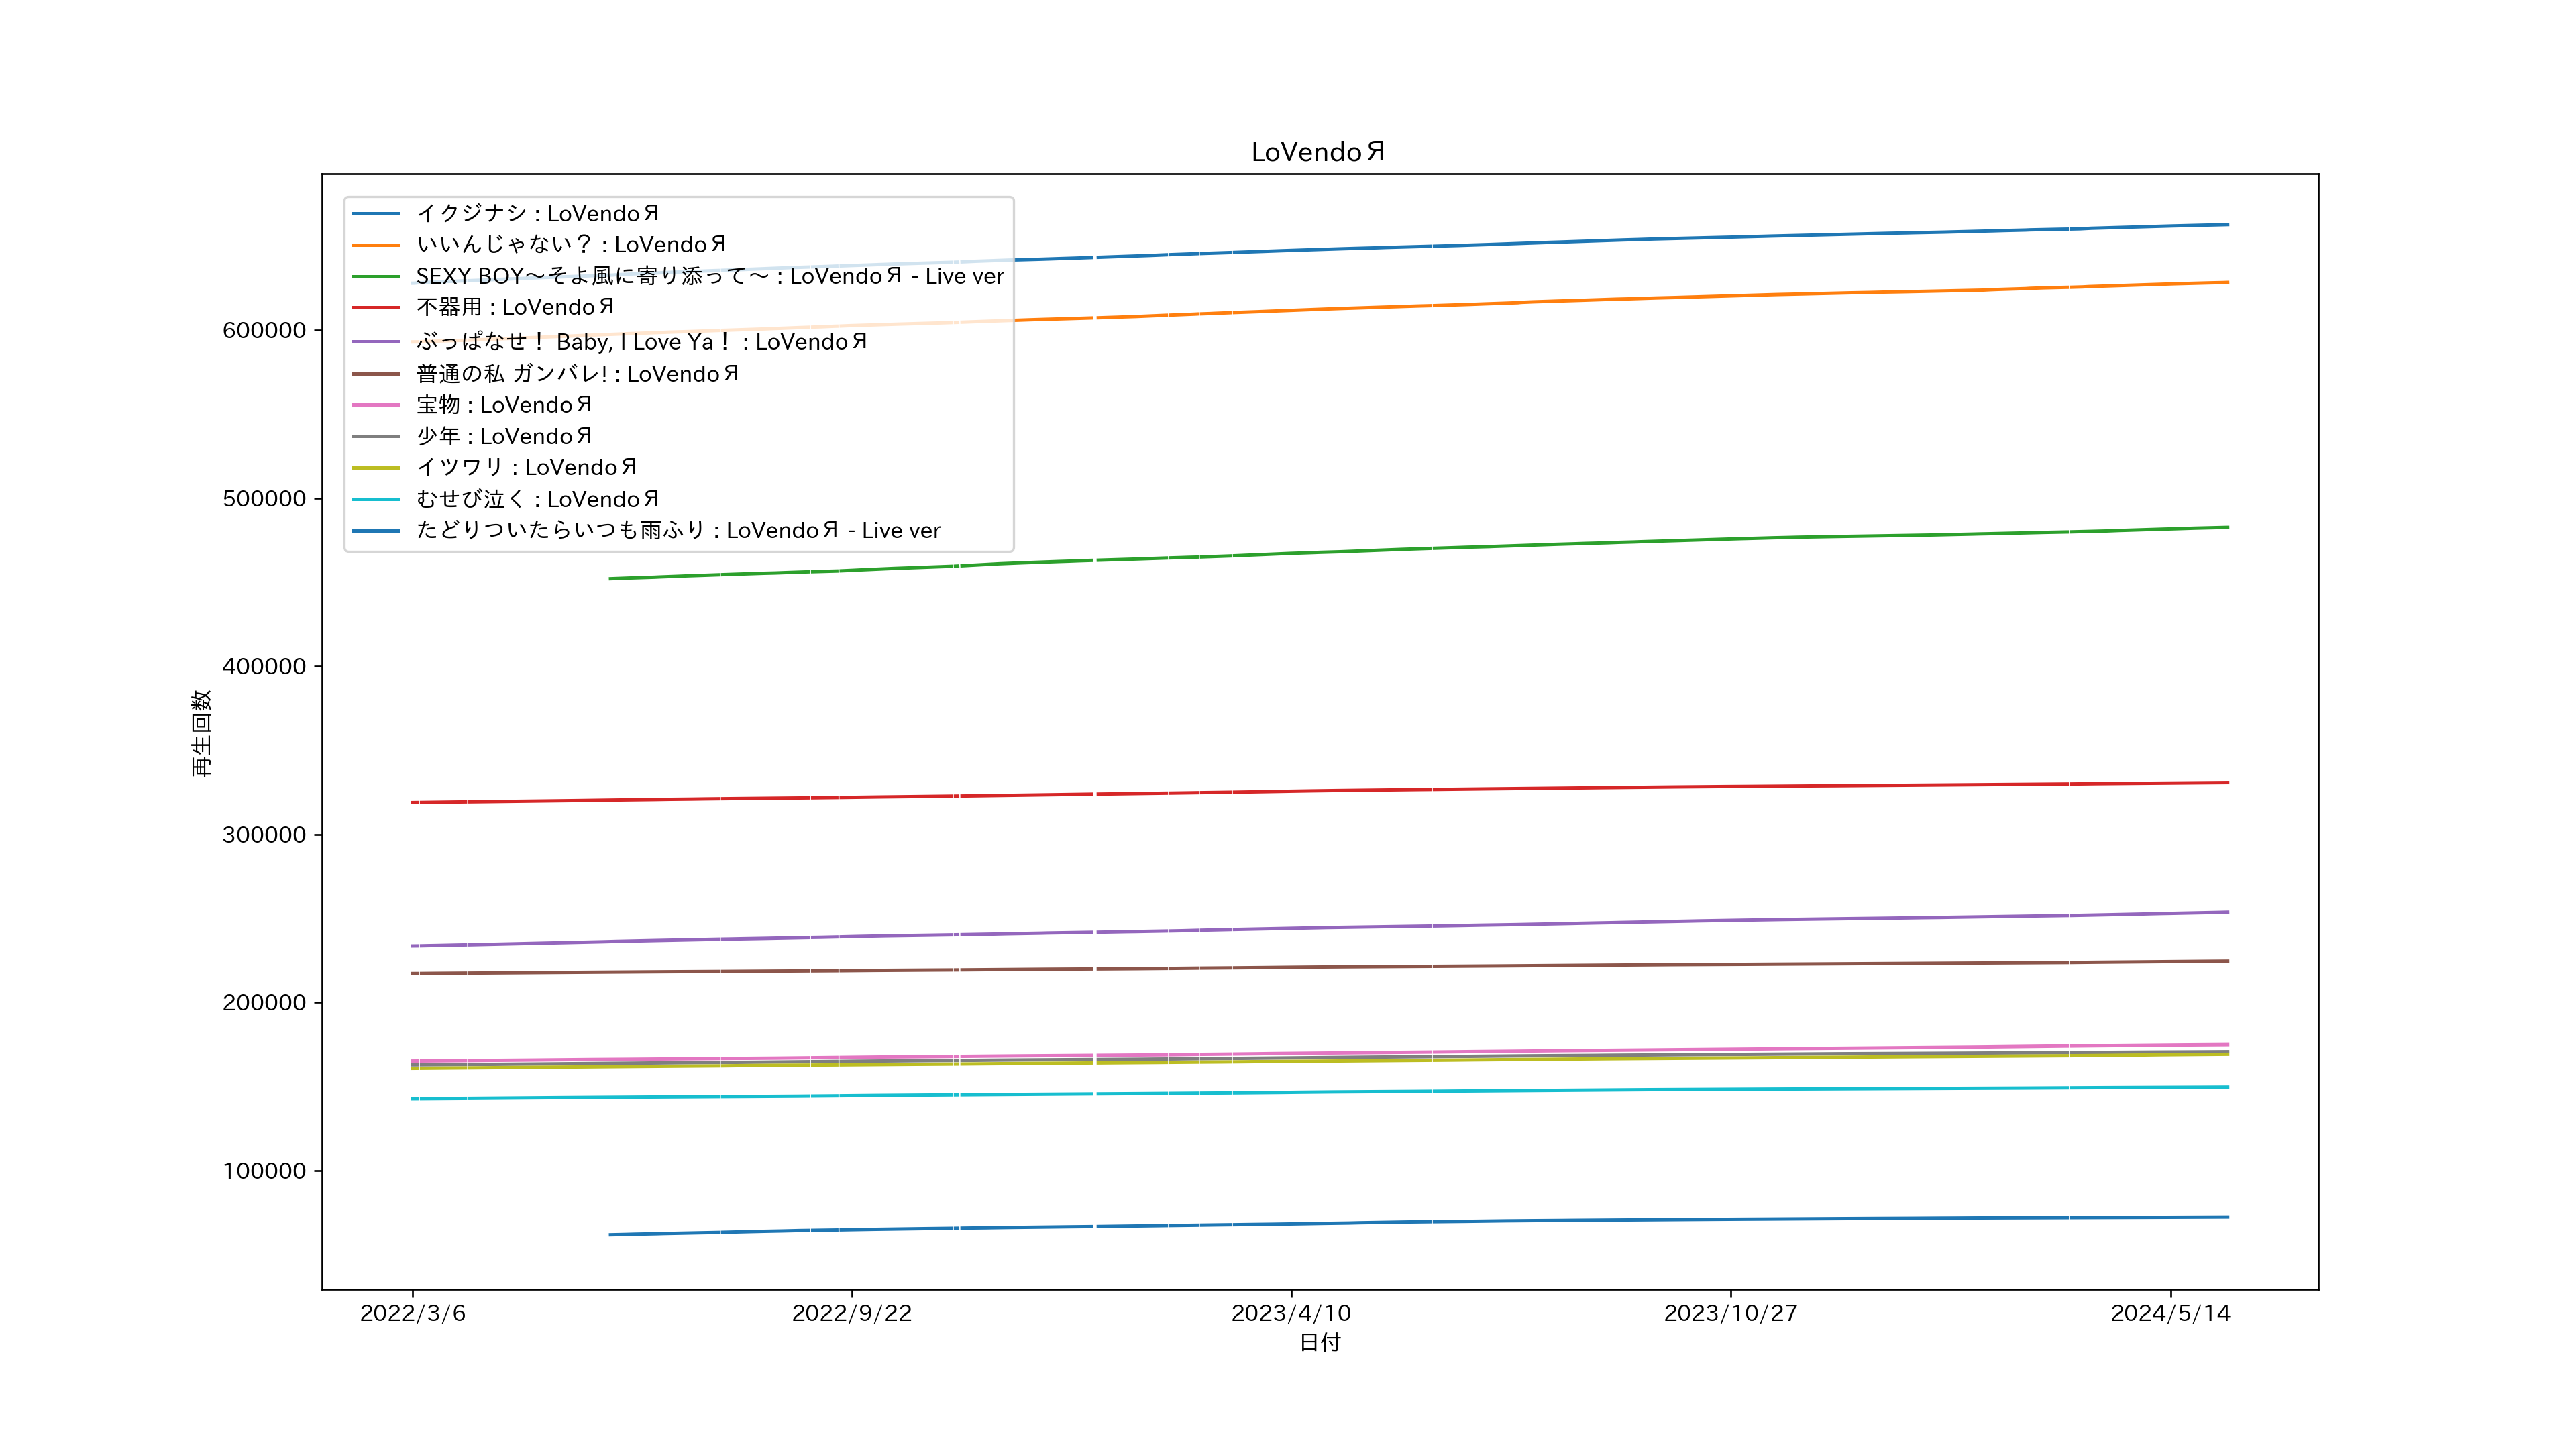 LoVendoЯ
イクジナシ : LoVendoЯ
いいんじゃない？ : LoVendoЯ
SEXY BOY～そよ風に寄り添って～ : LoVendoЯ - Live ver
不器用 : LoVendoЯ
ぶっぱなせ！ Baby, I Love Ya！ : LoVendoЯ
普通の私 ガンバレ! : LoVendoЯ
宝物 : LoVendoЯ
少年 : LoVendoЯ
イツワリ : LoVendoЯ
むせび泣く : LoVendoЯ
たどりついたらいつも雨ふり : LoVendoЯ - Live ver
600000
500000
400000
300000
200000
100000
再生回数
2022/3/6
2022/9/22
2023/4/10
2023/10/27
2024/5/14
日付